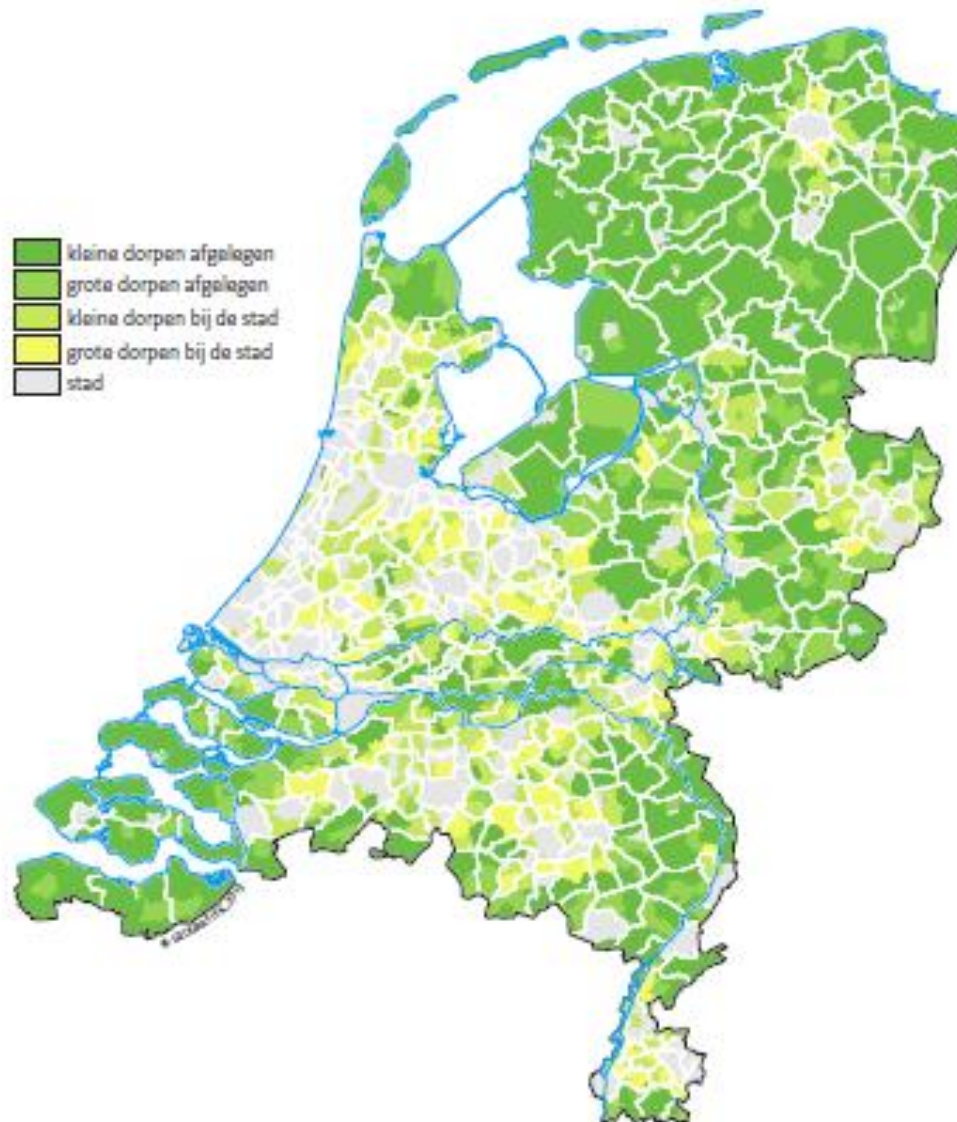 kleine dorpen afgelegen
grote dorpen afgelegen
kleine dorpen bij de stad
grote dorpen bij de stad
stad